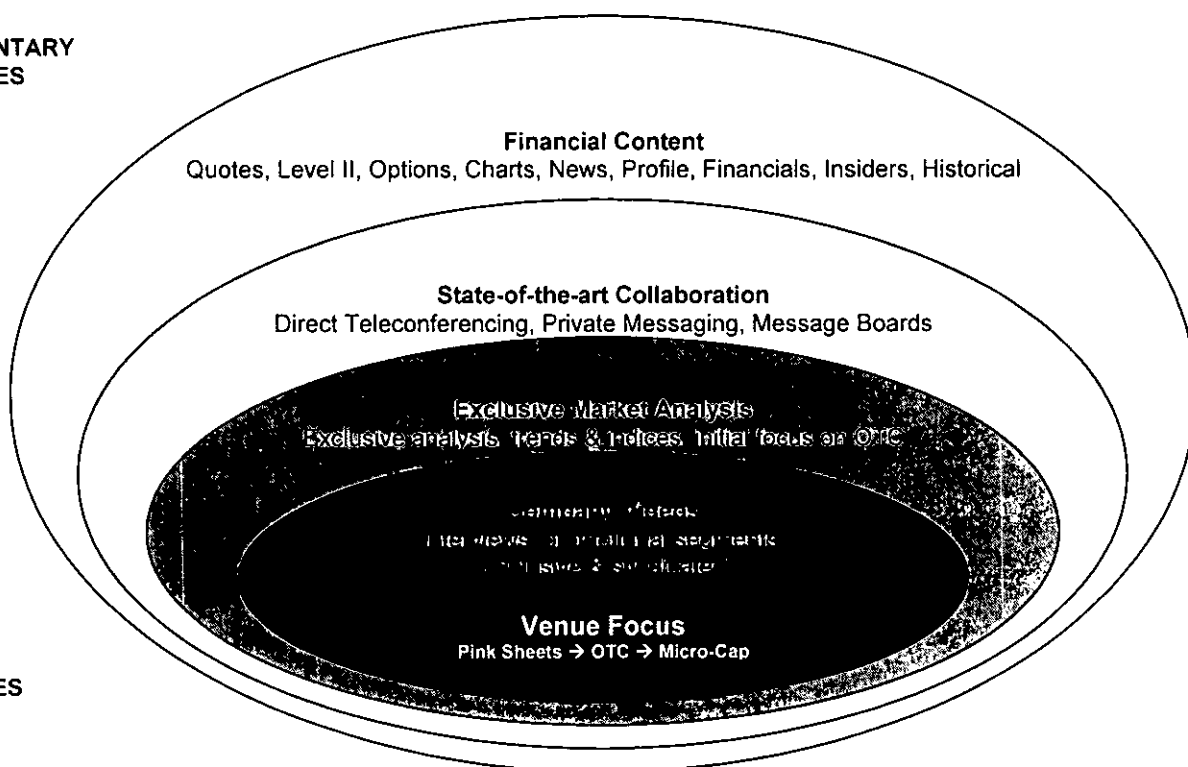 NTARY
ES
Financial Content
Quotes, Level II, Options, Charts, News, Profile, Financials, Insiders, Historical
State-of-the-art Collaboration
Direct Teleconferencing, Private Messaging, Message Boards
Exclusive Market Analysis
Exclusive analysis, trends & indices. Initial focus on OTC
segments
Venue Focus
Pink Sheets → OTC → Micro-Cap
ES